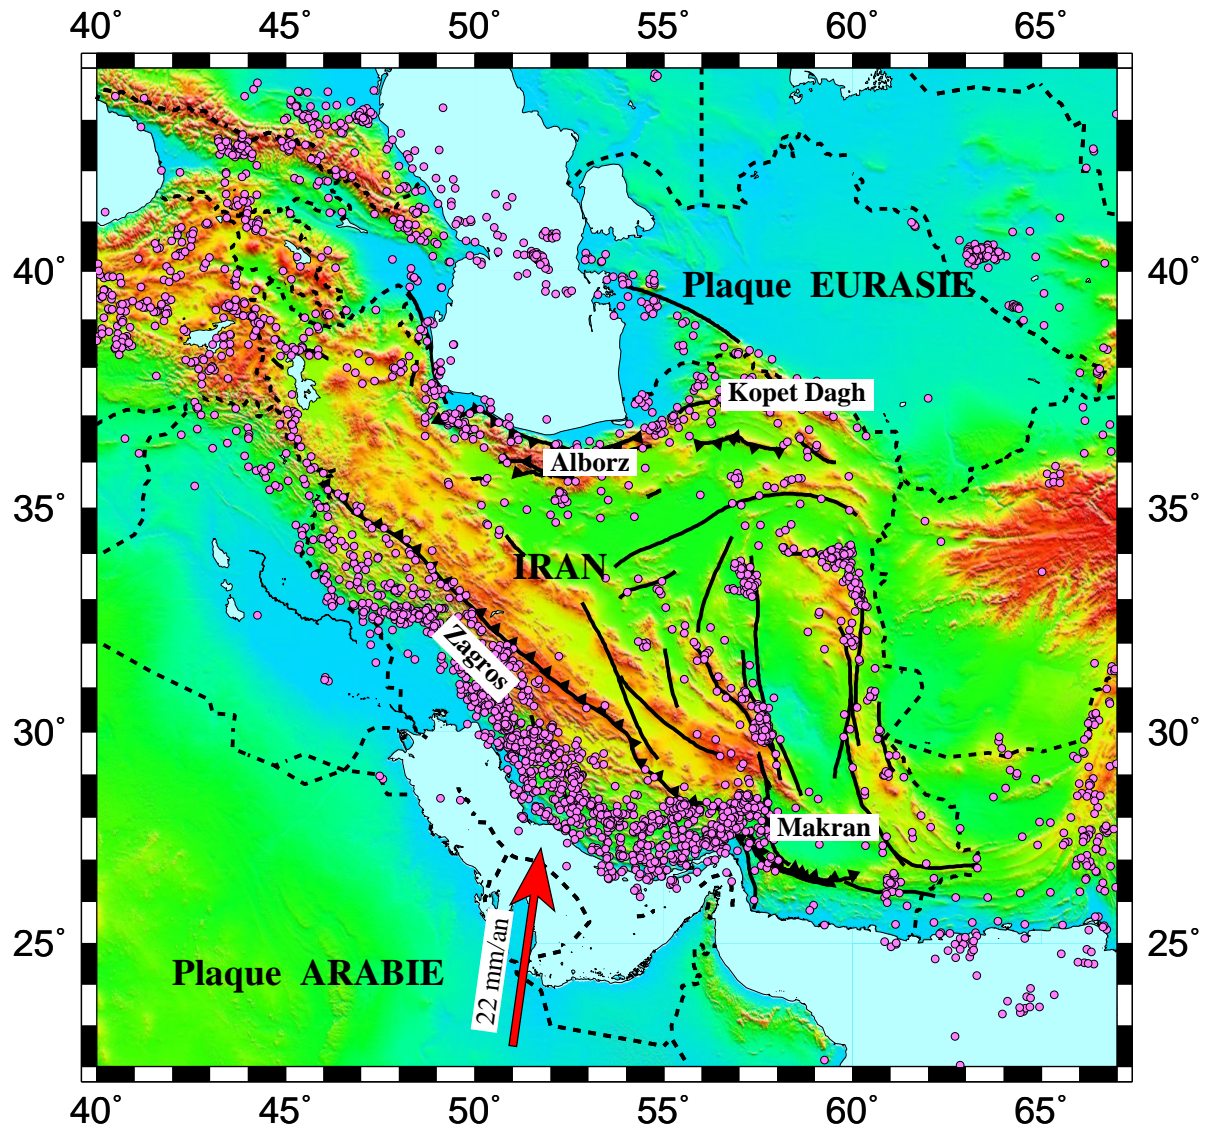 40° 45° 50° 55° 60° 65°
40° 40°
Plaque EURASIE
Kopet Dagh
Alborz
35° 35°
IRAN
Zagros
30° 30°
Makran
22 mm/an
25° 25°
Plaque ARABIE
40° 45° 50° 55° 60° 65°